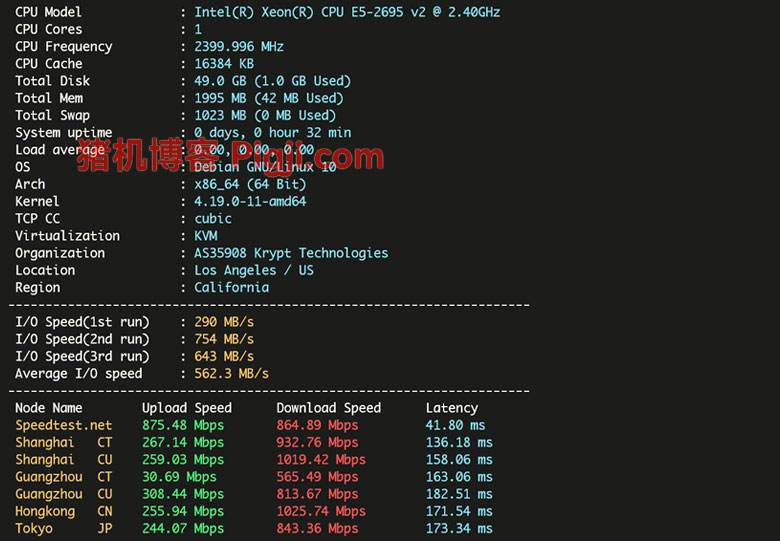 CPU Model : Intel(R) Xeon(R) CPU E5-2695 v2 @ 2.40GHz
CPU Cores : 1
CPU Frequency : 2399.996 MHz
CPU Cache : 16384 KB
Total Disk : 49.0 GB (1.0 GB Used)
Total Mem : 1995 MB (42 MB Used)
Total Swap : 1023 MB (0 MB Used)
System uptime : 0 days, 0 hour 32 min
Load average : 0.00, 0.00, 0.00
猪机博客 Pigji.com
OS : Debian GNU/Linux 10
Arch : x86_64 (64 Bit)
Kernel : 4.19.0-11-amd64
TCP CC : cubic
Virtualization : KVM
Organization : AS35908 Krypt Technologies
Location : Los Angeles / US
Region : California
----------------------------------------------------------------------
I/O Speed(1st run) : 290 MB/s
I/O Speed(2nd run) : 754 MB/s
I/O Speed(3rd run) : 643 MB/s
Average I/O speed : 562.3 MB/s
----------------------------------------------------------------------
Node Name Upload Speed Download Speed Latency
Speedtest.net 875.48 Mbps 864.89 Mbps 41.80 ms
Shanghai CT 267.14 Mbps 932.76 Mbps 136.18 ms
Shanghai CU 259.03 Mbps 1019.42 Mbps 158.06 ms
Guangzhou CT 30.69 Mbps 565.49 Mbps 163.06 ms
Guangzhou CU 308.44 Mbps 813.67 Mbps 182.51 ms
Hongkong CN 255.94 Mbps 1025.74 Mbps 171.54 ms
Tokyo JP 244.07 Mbps 843.36 Mbps 173.34 ms